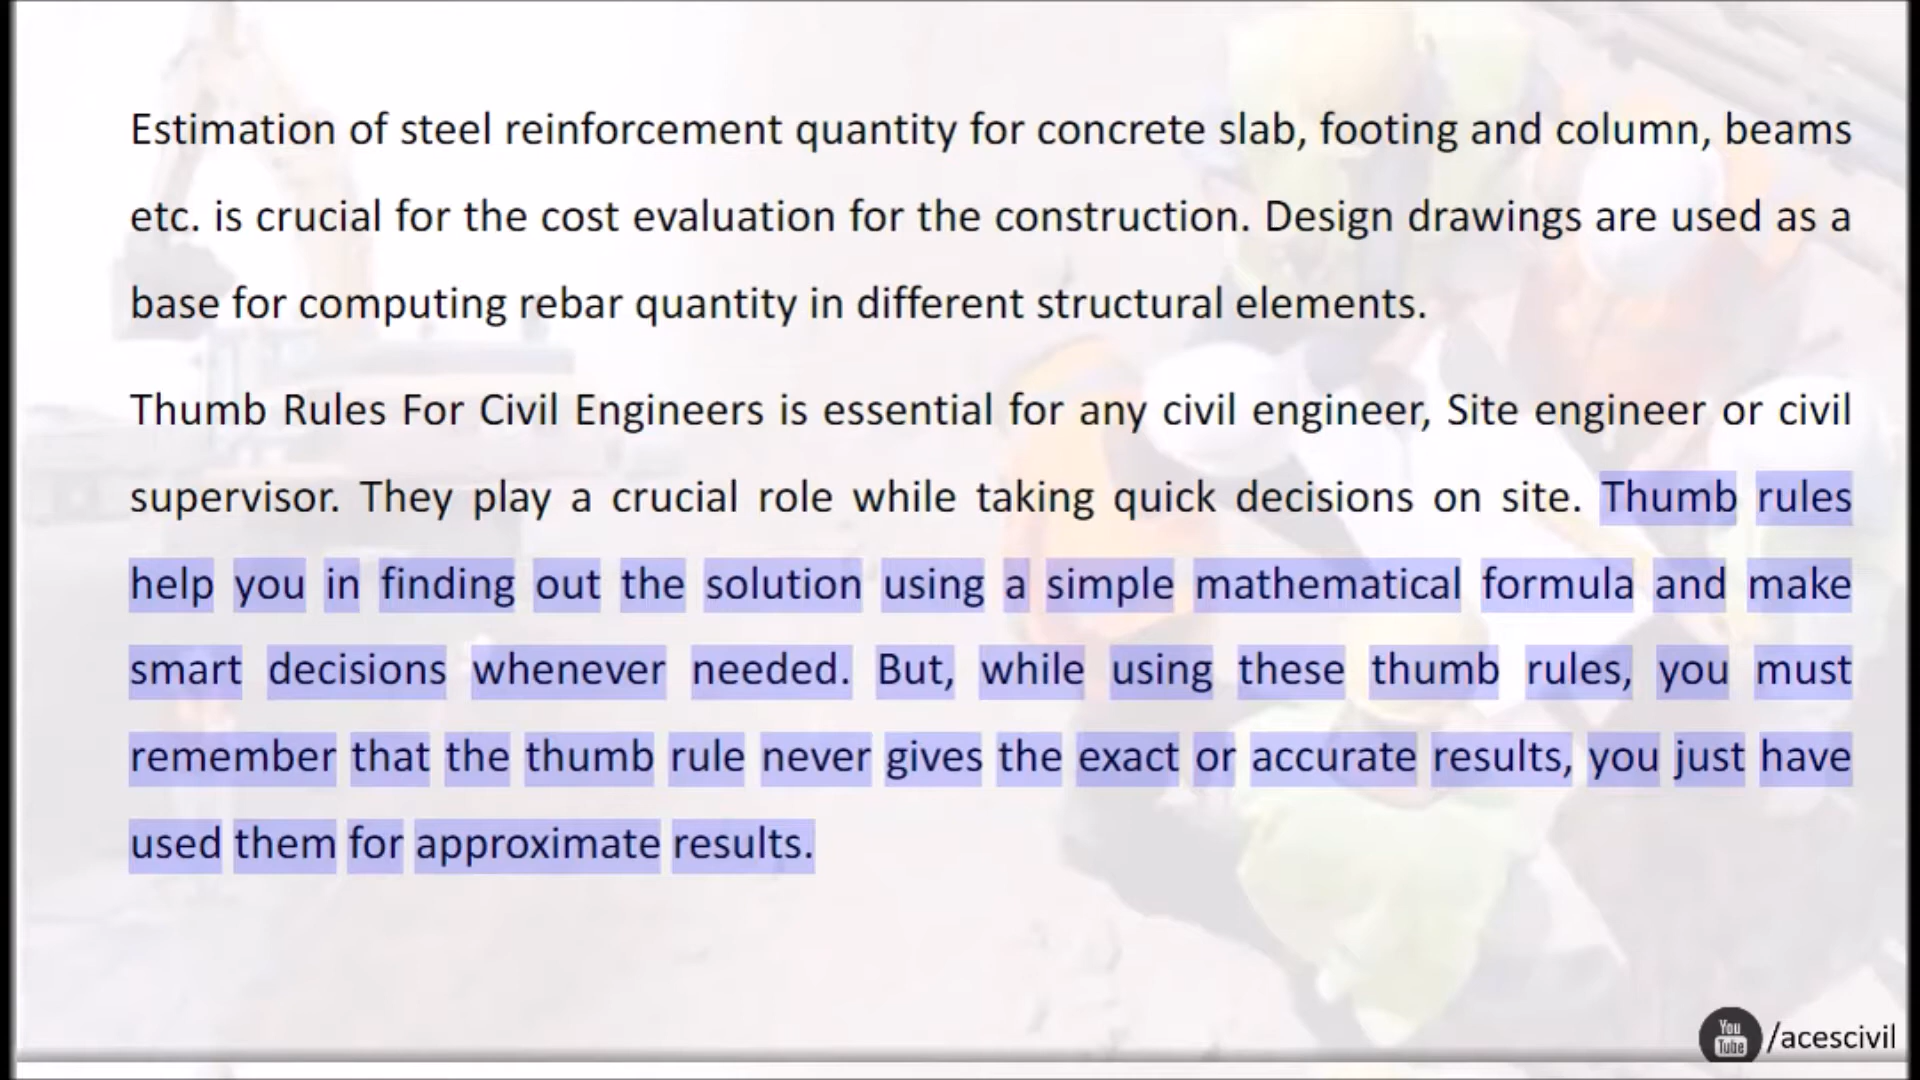 Estimation of steel reinforcement quantity for concrete slab, footing and column, beams
etc. is crucial for the cost evaluation for the construction. Design drawings are used as a
base for computing rebar quantity in different structural elements.
Thumb Rules For Civil Engineers is essential for any civil engineer, Site engineer or civil
supervisor. They play a crucial role while taking quick decisions on site. Thumb rules
help you in finding out the solution using a simple mathematical formula and make
smart decisions whenever needed. But, while using these thumb rules, you must
remember that the thumb rule never gives the exact or accurate results, you just have
used them for approximate results.
You
Tube
/acescivil